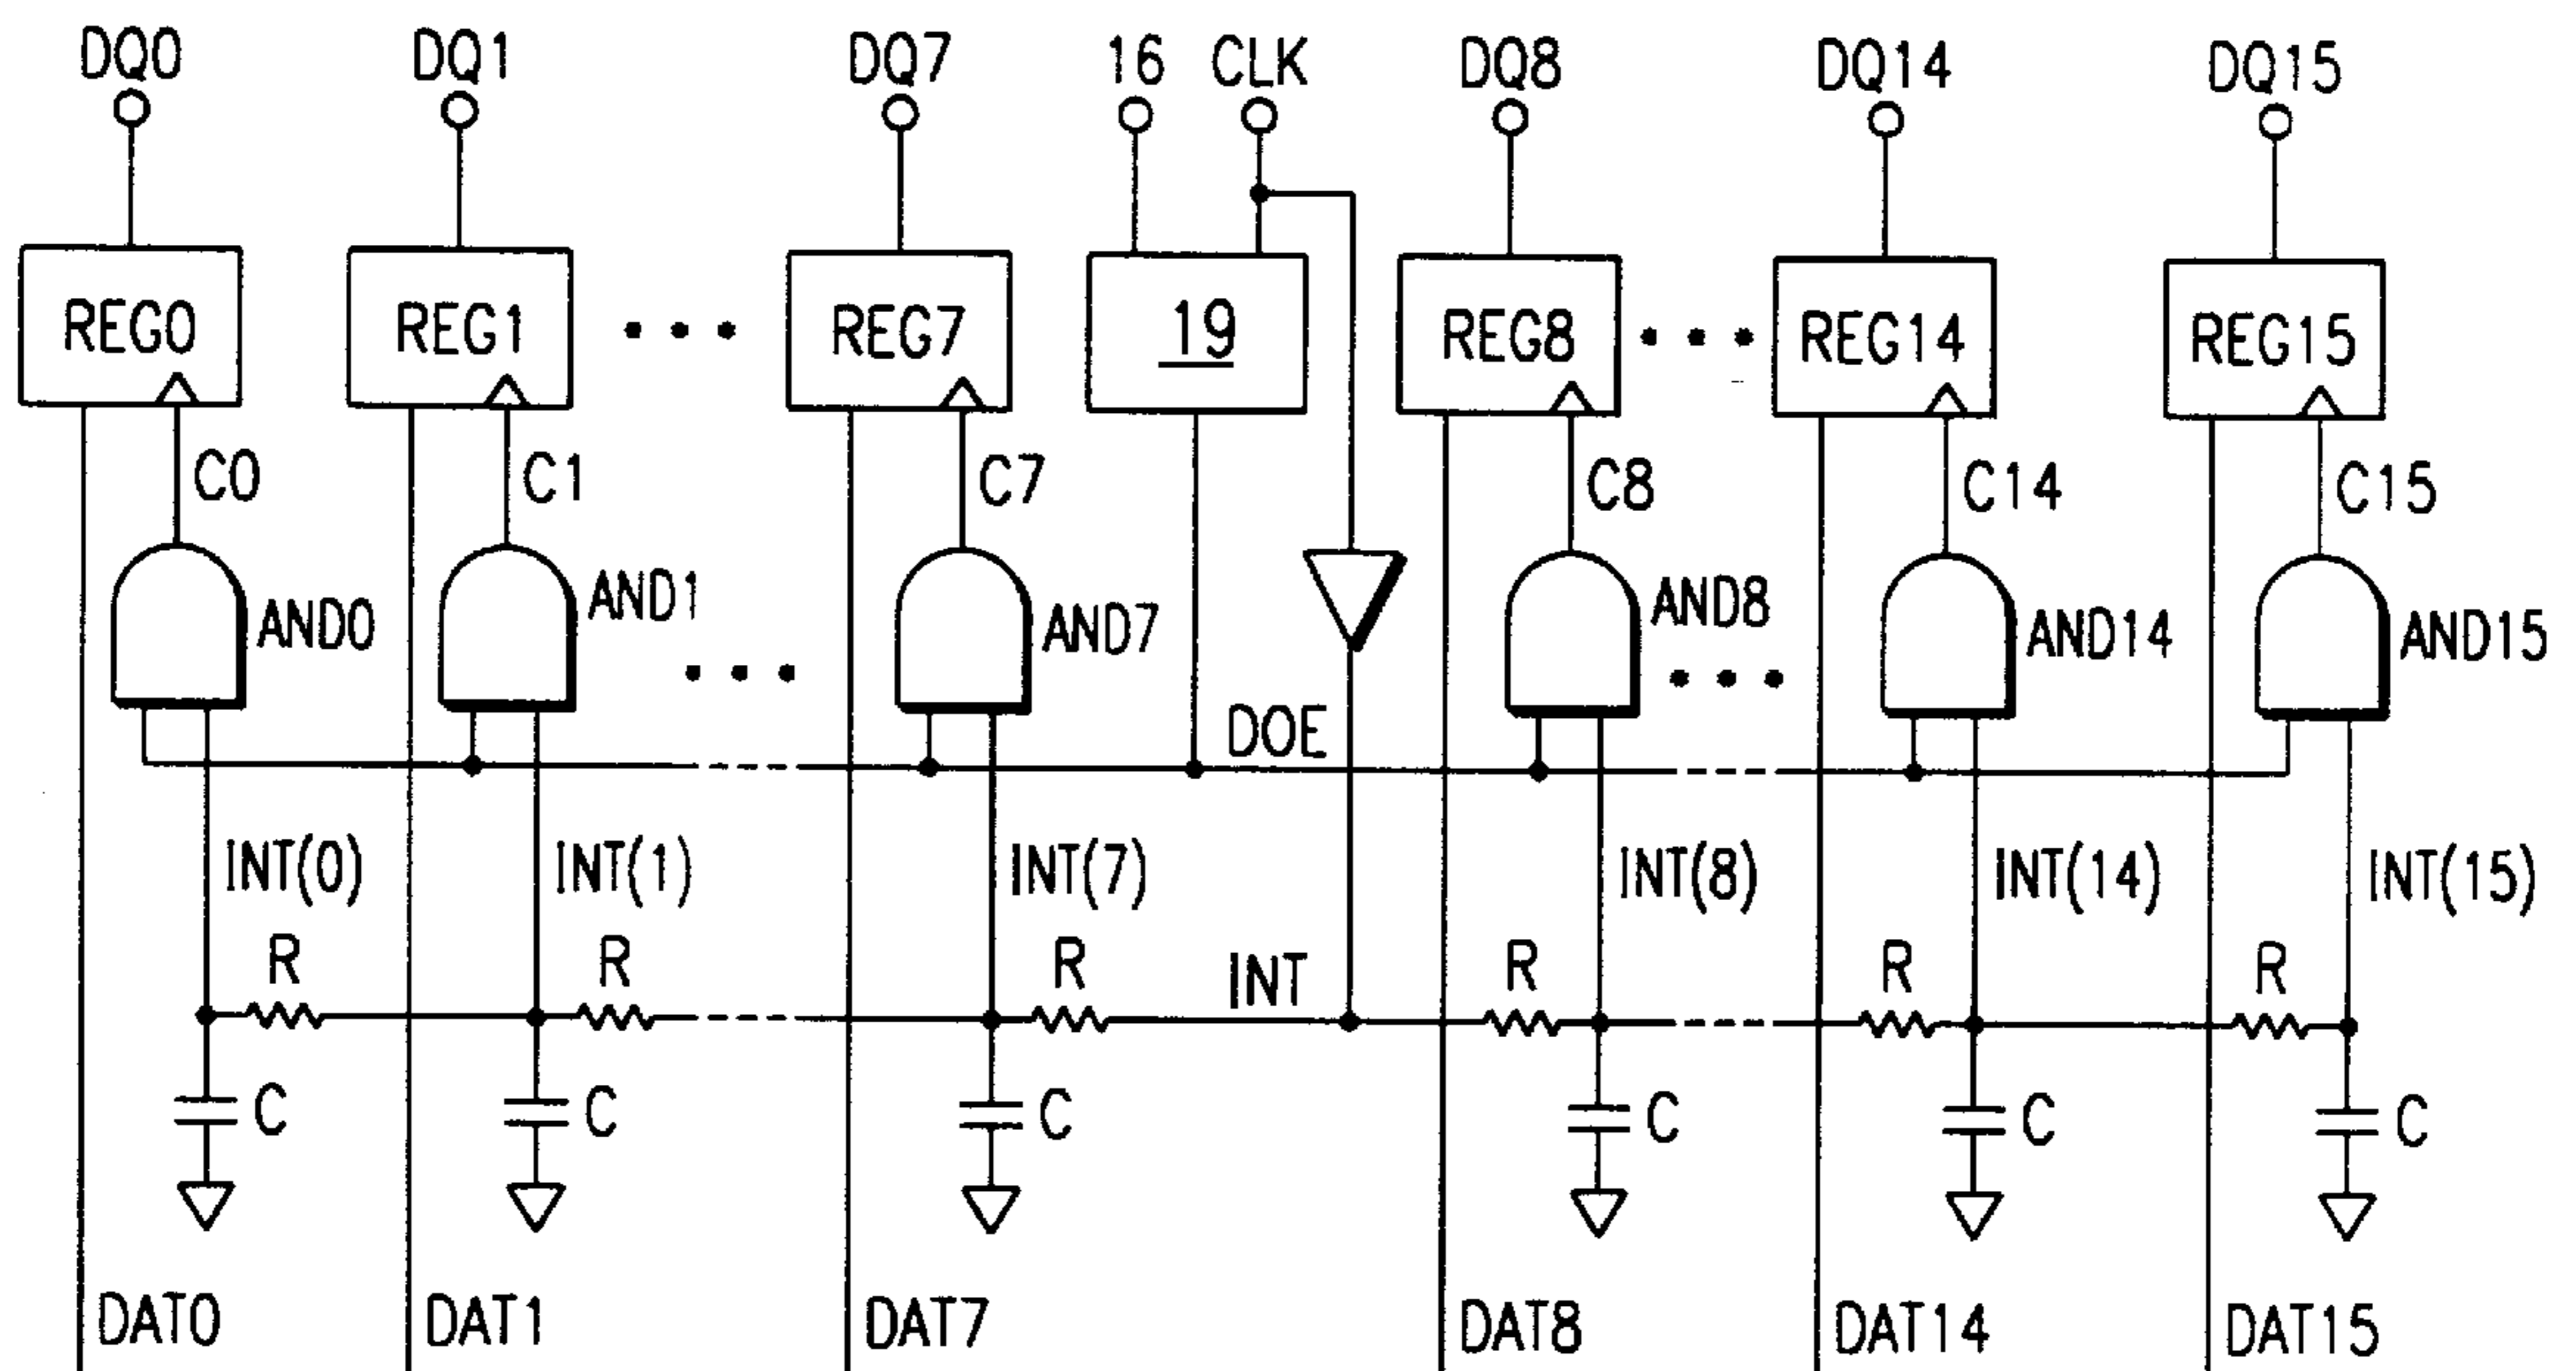 DQ0 DQ1 DQ7 16 CLK DQ8 DQ14 DQ15
REG0 REG1 REG7 19 REG8 REG14 REG15
C0 C1 C7 C8 C14 C15
AND0 AND1 AND7 AND8 AND14 AND15
DOE
INT(0) INT(1) INT(7) INT(8) INT(14) INT(15)
R R R INT R R R
C C C C C C
DAT0 DAT1 DAT7 DAT8 DAT14 DAT15